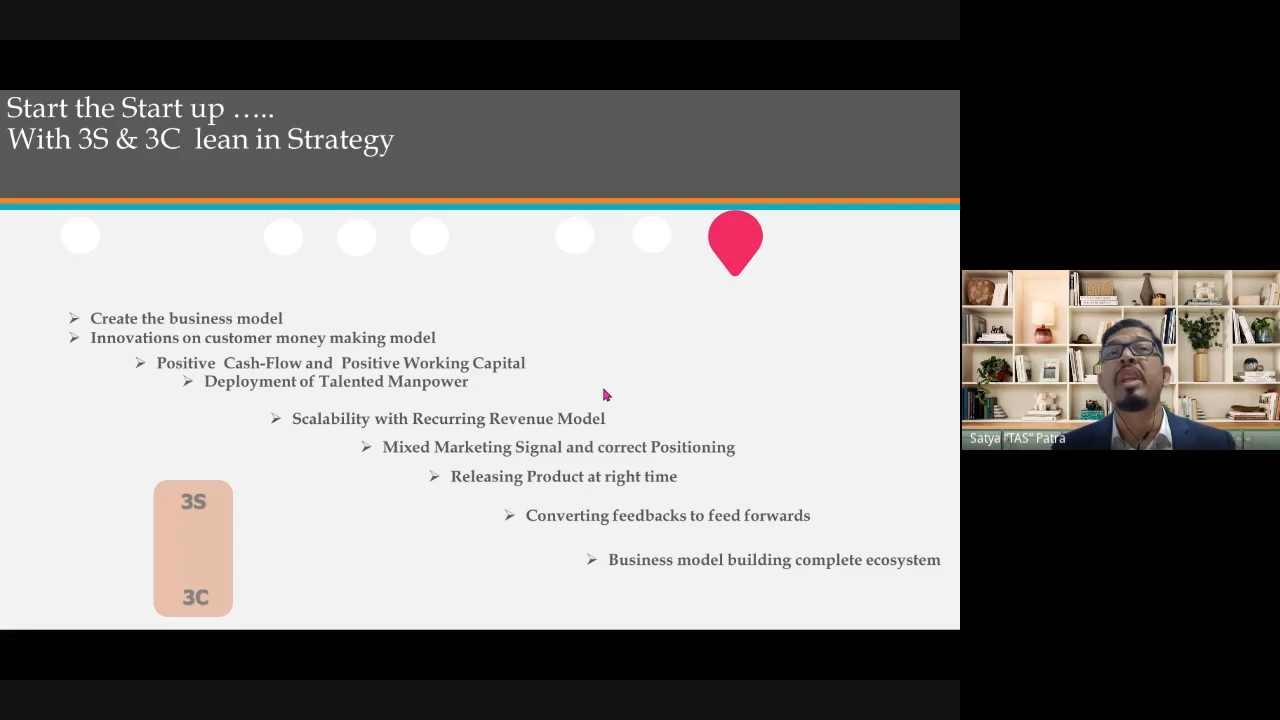 Start the Start up …..
With 3S & 3C lean in Strategy
Create the business model
Innovations on customer money making model
Positive Cash-Flow and Positive Working Capital
Deployment of Talented Manpower
Scalability with Recurring Revenue Model
Mixed Marketing Signal and correct Positioning
Releasing Product at right time
Converting feedbacks to feed forwards
Business model building complete ecosystem
3S
3C
Satya "TAS" Patra